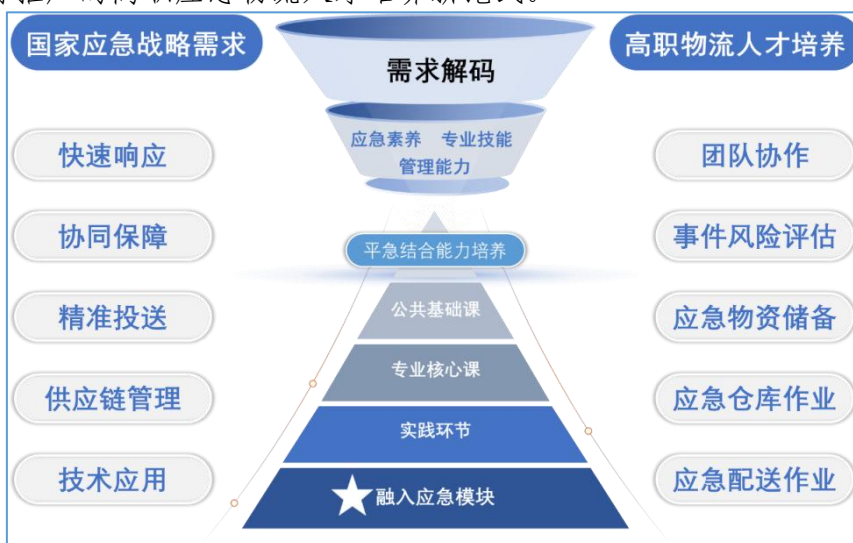 国家应急战略需求
快速响应
协同保障
精准投送
供应链管理
技术应用
需求解码
应急素养 专业技能
管理能力
平急结合能力培养
公共基础课
专业核心课
实践环节
融入应急模块
高职物流人才培养
团队协作
事件风险评估
应急物资储备
应急仓库作业
应急配送作业